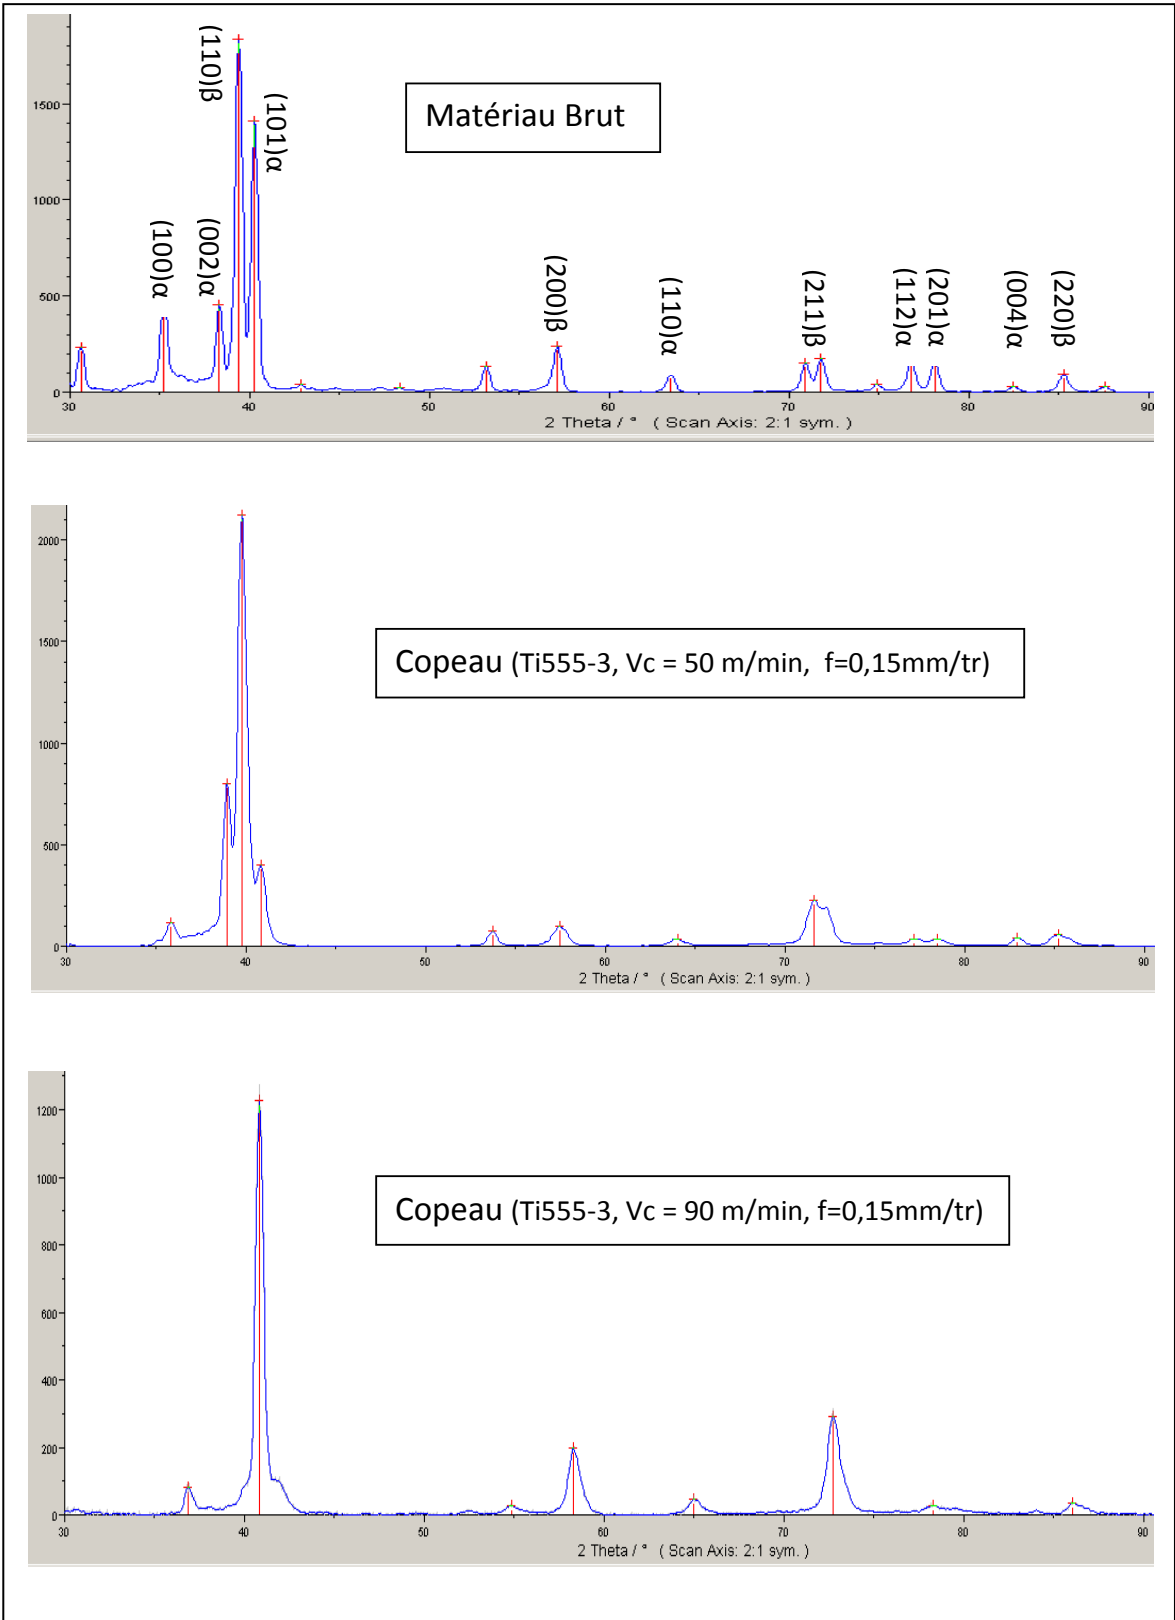 Matériau Brut
(100)α
(002)α
(110)β
(101)α
(200)β
(110)α
(211)β
(112)α
(201)α
(004)α
(220)β
1500
1000
500
0
30 40 50 60 70 80 90
2 Theta / ° ( Scan Axis: 2:1 sym. )
Copeau (Ti555-3, Vc = 50 m/min, f=0,15mm/tr)
2000
1500
1000
500
0
30 40 50 60 70 80 90
2 Theta / ° ( Scan Axis: 2:1 sym. )
Copeau (Ti555-3, Vc = 90 m/min, f=0,15mm/tr)
1200
1000
800
600
400
200
0
30 40 50 60 70 80 90
2 Theta / ° ( Scan Axis: 2:1 sym. )